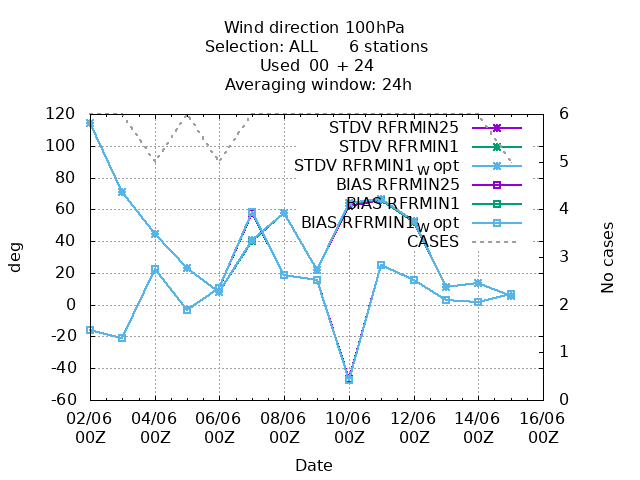 Wind direction 100hPa
Selection: ALL 6 stations
Used 00 + 24
Averaging window: 24h
120 6
STDV RFRMIN25
100 STDV RFRMIN1
STDV RFRMIN1_W opt 5
80 BIAS RFRMIN25
60 BIAS RFRMIN1 4
BIAS RFRMIN1_W opt
40 CASES
deg 20 3 No cases
0 2
-20
-40 1
-60 0
02/06 04/06 06/06 08/06 10/06 12/06 14/06 16/06
00Z 00Z 00Z 00Z 00Z 00Z 00Z 00Z
Date